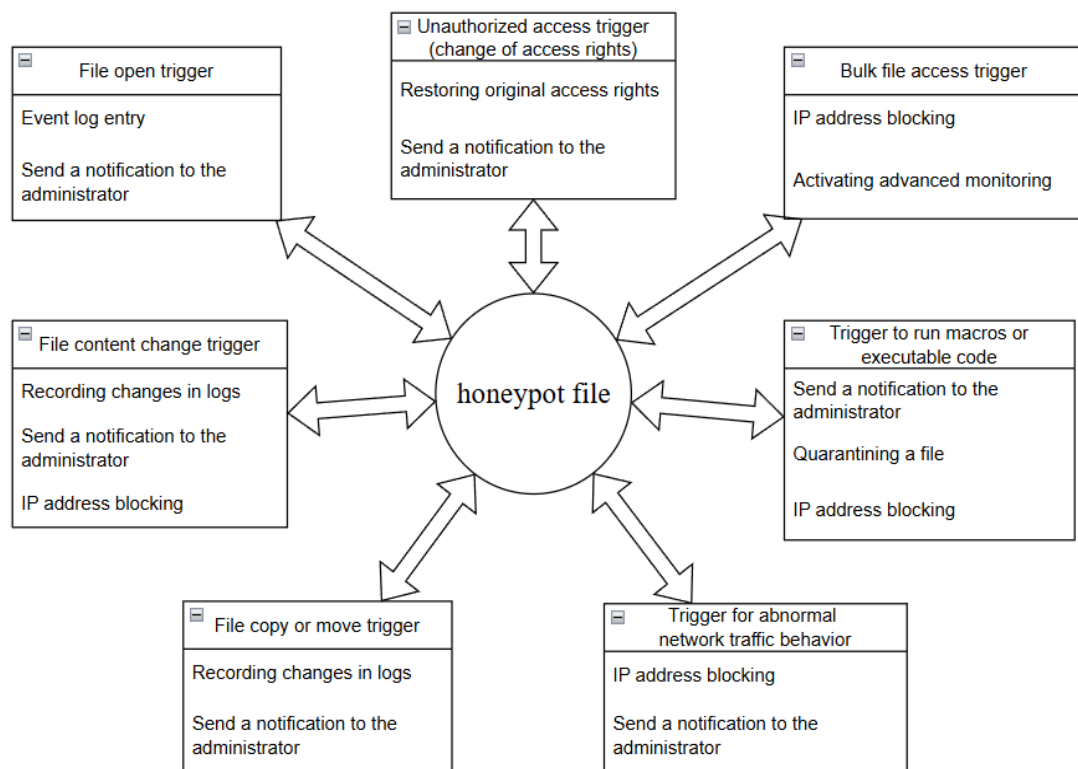 Unauthorized access trigger
(change of access rights)
Restoring original access rights
Send a notification to the
administrator
File open trigger
Event log entry
Send a notification to the
administrator
Bulk file access trigger
IP address blocking
Activating advanced monitoring
File content change trigger
Recording changes in logs
Send a notification to the
administrator
IP address blocking
honeypot file
Trigger to run macros or
executable code
Send a notification to the
administrator
Quarantining a file
IP address blocking
File copy or move trigger
Recording changes in logs
Send a notification to the
administrator
Trigger for abnormal
network traffic behavior
IP address blocking
Send a notification to the
administrator